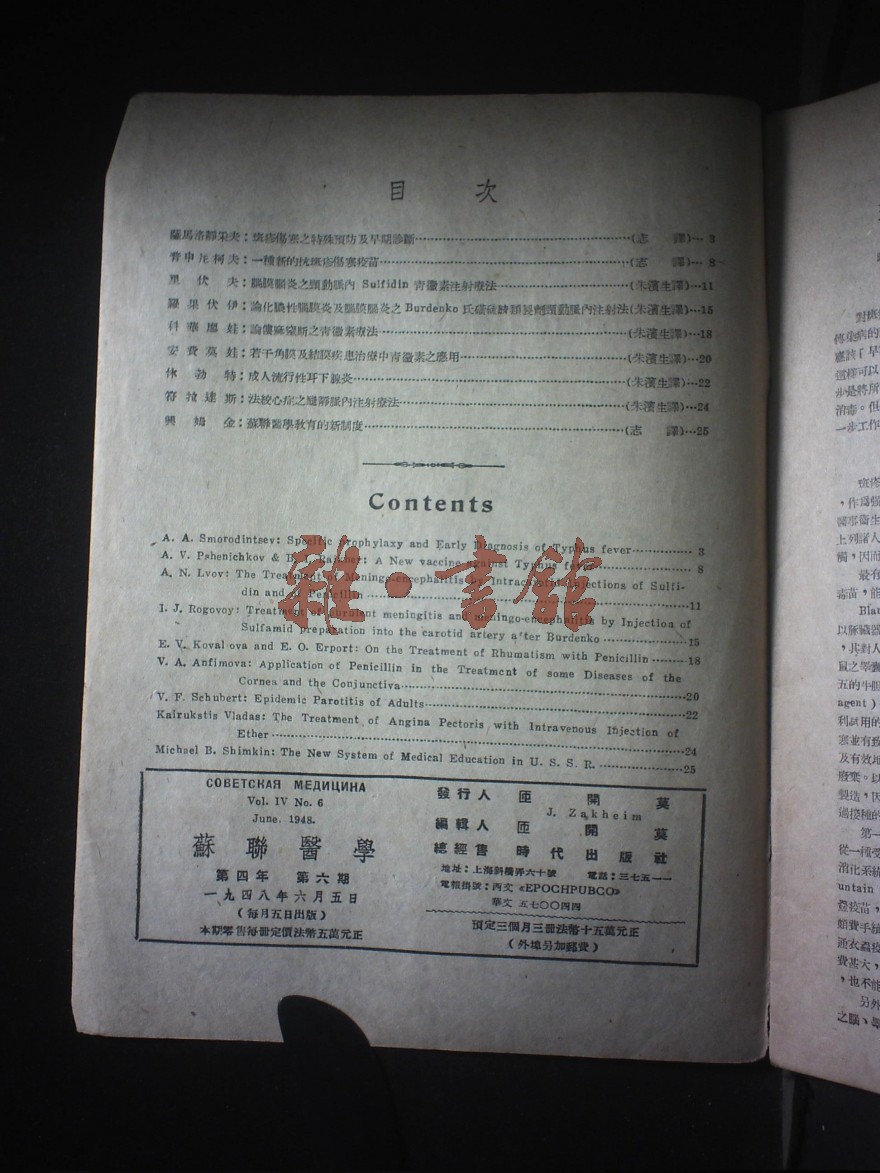 目 次
薩馬洛靜采夫：斑疹傷寒之特殊預防及早期診斷…(志 譯)…3
普申尼柯夫：一種新的抗斑疹傷寒疫苗…(志 譯)…8
里伏夫：腦膜腦炎之頸動脈內 Sulfidin 青黴素注射療法…(朱濱生譯)…11
羅果伏伊：論化膿性腦膜炎及腦膜腦炎之 Burdenko 氏磺醯胺類製劑頸動脈內注射法(朱濱生譯)…15
科華廖娃：論僂麻窒斯之青黴素療法…(朱濱生譯)…18
安費莫娃：若干角膜及結膜疾患治療中青黴素之應用…(朱濱生譯)…20
休勃特：成人流行性耳下腺炎…(朱濱生譯)…22
符拉達斯：法被心症之靜脈內注射療法…(朱濱生譯)…24
興姆金：蘇聯醫學教育的新制度…(志 譯)…25
Contents
A. A. Smorodintsev: Specific Prophylaxy and Early Diagnosis of Typhus fever…3
A. V. Pshenichkov & B. I. Raikher: A New vaccine against Typhus fever…8
A. N. Lvov: The Treatment of Meningo-encephalitis by Intracarotid Injections of Sulfi-
din and of Penicillin…11
I. J. Rogovoy: Treatment of purulent meningitis and meningo-encephalitis by Injection of
Sulfamid preparation into the carotid artery a'ter Burdenko…15
E. V. Koval ova and E. O. Erport: On the Treatment of Rhumatism with Penicillin…18
V. A. Anfimova: Application of Penicillin in the Treatment of some Diseases of the
Cornea and the Conjunctiva…20
V. F. Schubert: Epidemic Parotitis of Adults…22
Kairukstis Vladas: The Treatment of Angina Pectoris with Intravenous Injection of
Ether…24
Michael B. Shimkin: The New System of Medical Education in U. S. S. R.…25
СОВЕТСКАЯ МЕДИЦИНА
Vol. IV No. 6
June. 1948.
蘇聯醫學
第四年 第六期
一九四八年六月五日
(每月五日出版)
本期零售每冊定價法幣五萬元正
發行人 匝開莫
J. Zakheim
編輯人 匝開莫
總經售 時代出版社
地址：上海斜橋弄六十號 電話：三七五一一
電報掛號：西文 «EPOCHPUBCO»
華文 五七〇〇四四
預定三個月三冊法幣十五萬元正
(外埠另加郵費)
雜·書館